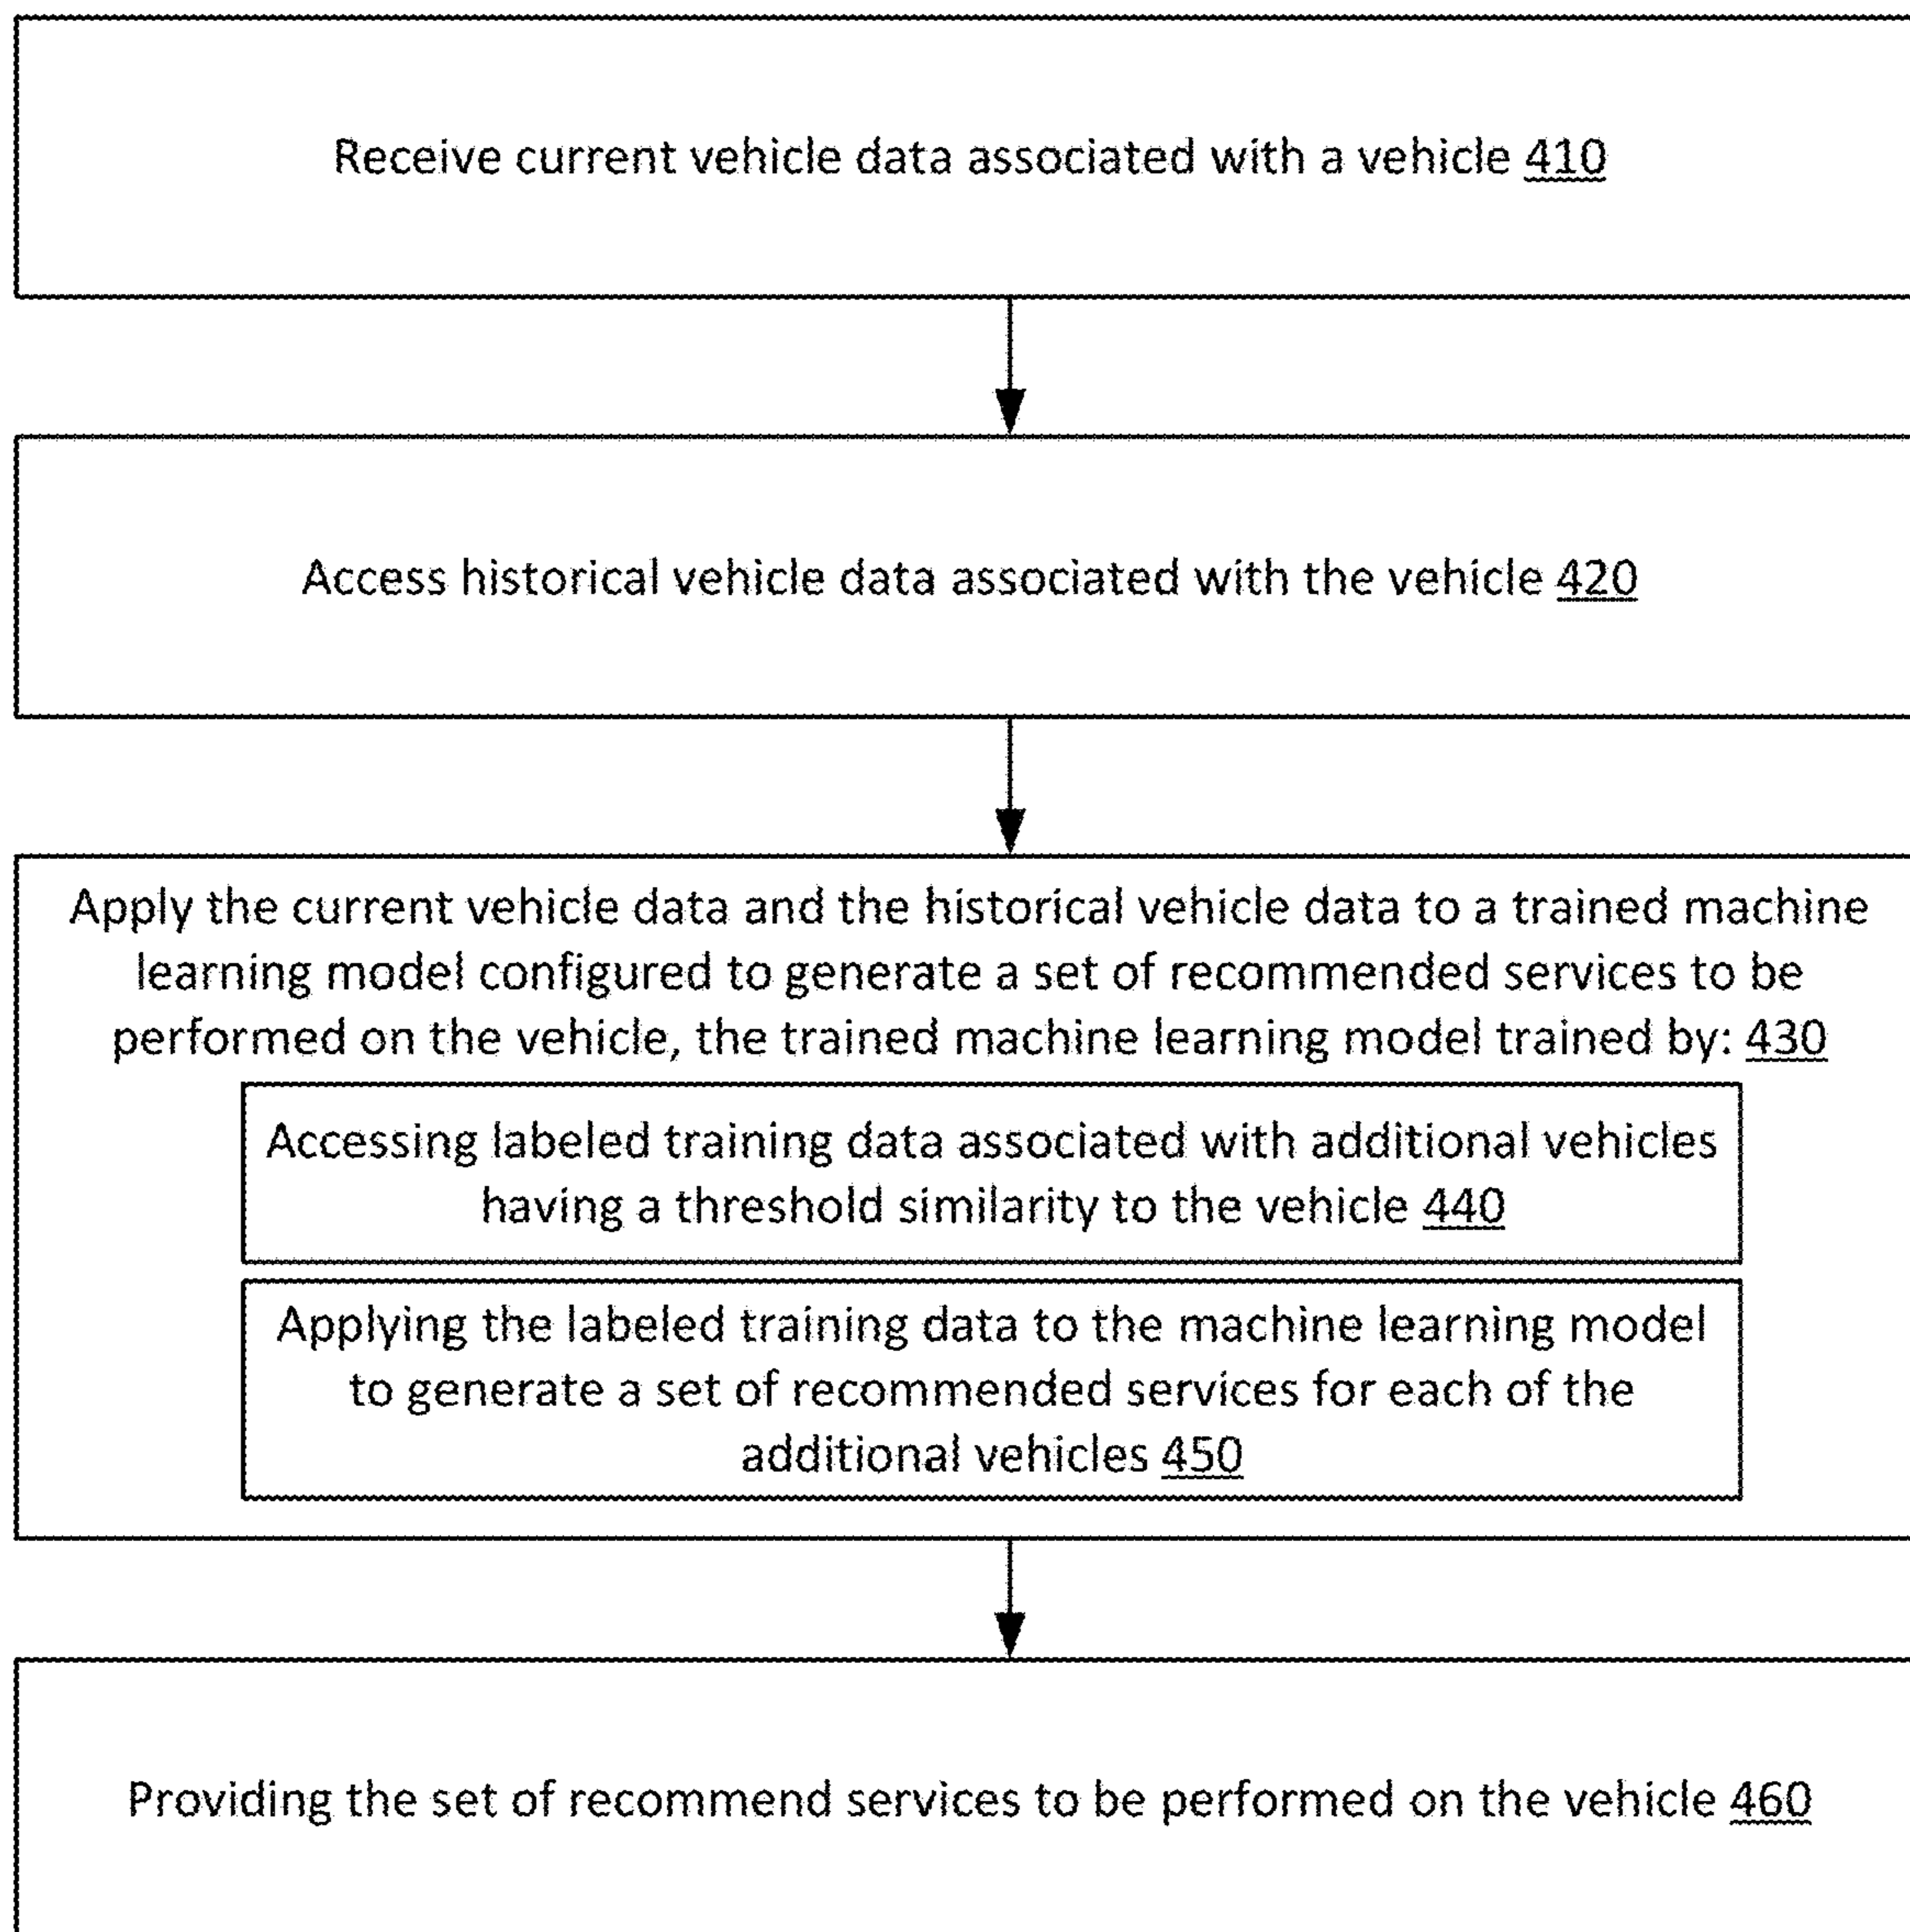 Receive current vehicle data associated with a vehicle 410
Access historical vehicle data associated with the vehicle 420
Apply the current vehicle data and the historical vehicle data to a trained machine
learning model configured to generate a set of recommended services to be
performed on the vehicle, the trained machine learning model trained by: 430
Accessing labeled training data associated with additional vehicles
having a threshold similarity to the vehicle 440
Applying the labeled training data to the machine learning model
to generate a set of recommended services for each of the
additional vehicles 450
Providing the set of recommend services to be performed on the vehicle 460